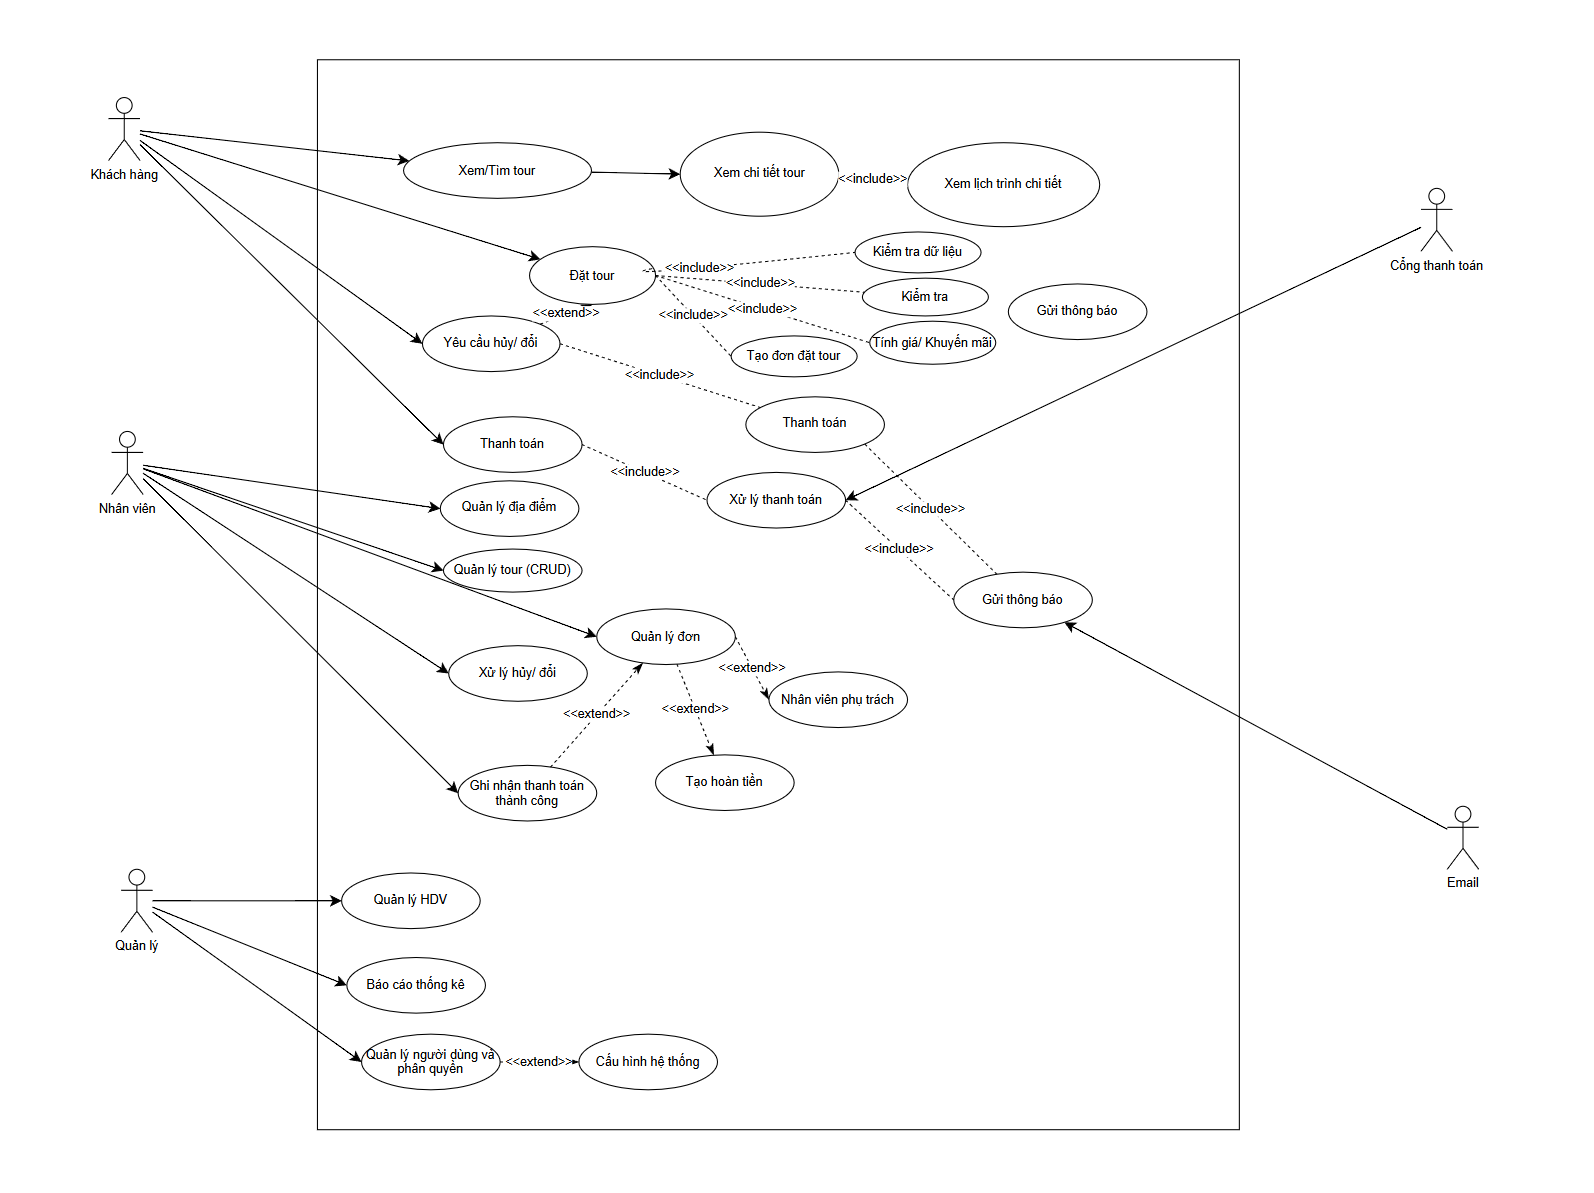 Khách hàng
Xem/Tìm tour
Xem chi tiết tour
<<include>>
Xem lịch trình chi tiết
Cổng thanh toán
Đặt tour
<<include>>
Kiểm tra dữ liệu
<<include>>
Kiểm tra
<<include>>
<<include>>
Gửi thông báo
<<extend>>
Yêu cầu hủy/ đổi
Tạo đơn đặt tour
Tính giá/ Khuyến mãi
<<include>>
Thanh toán
Thanh toán
<<include>>
Xử lý thanh toán
<<include>>
<<include>>
Nhân viên
Quản lý địa điểm
Quản lý tour (CRUD)
Gửi thông báo
Quản lý đơn
Xử lý hủy/ đổi
<<extend>>
Nhân viên phụ trách
<<extend>>
<<extend>>
Ghi nhận thanh toán
thành công
Tạo hoàn tiền
Email
Quản lý
Quản lý HDV
Báo cáo thống kê
Quản lý người dùng và
phân quyền
<<extend>>
Cấu hình hệ thống